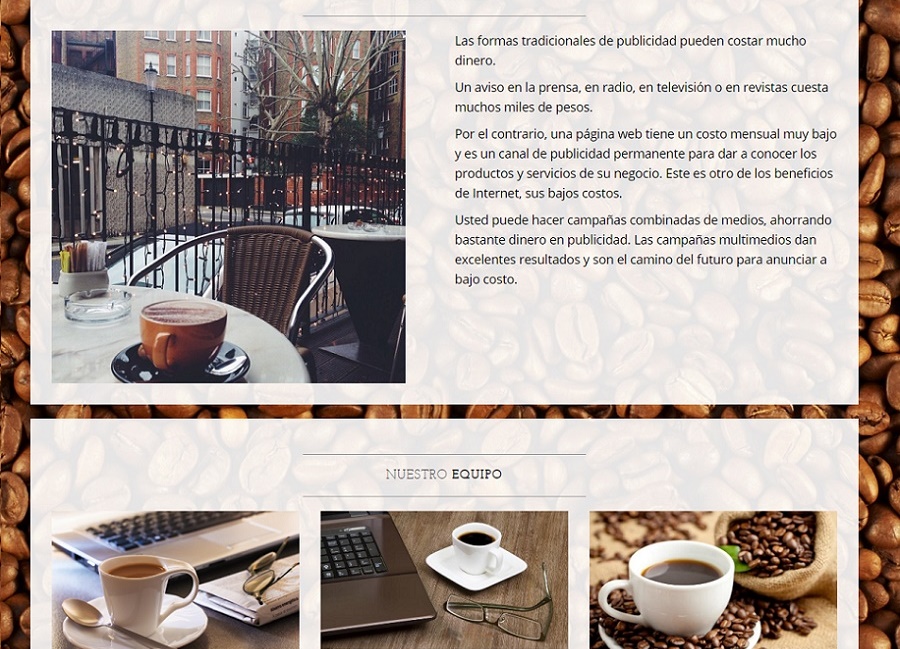 Las formas tradicionales de publicidad pueden costar mucho
dinero.
Un aviso en la prensa, en radio, en televisión o en revistas cuesta
muchos miles de pesos.
Por el contrario, una página web tiene un costo mensual muy bajo
y es un canal de publicidad permanente para dar a conocer los
productos y servicios de su negocio. Este es otro de los beneficios
de Internet, sus bajos costos.
Usted puede hacer campañas combinadas de medios, ahorrando
bastante dinero en publicidad. Las campañas multimedios dan
excelentes resultados y son el camino del futuro para anunciar a
bajo costo.
NUESTRO EQUIPO